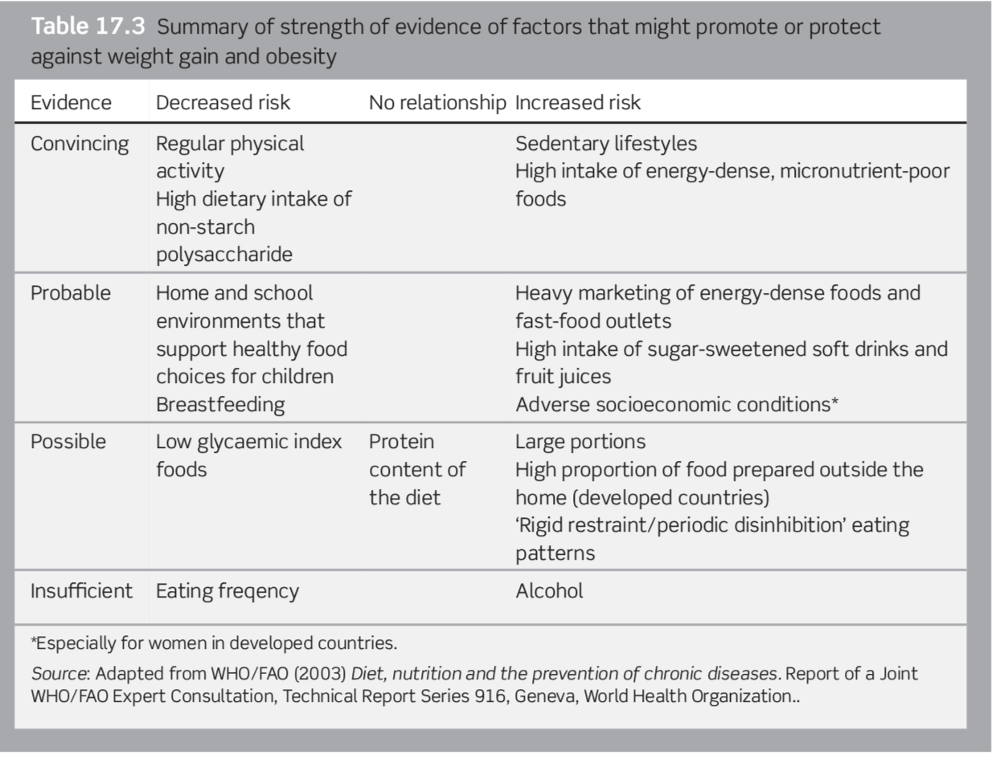 Table 17.3 Summary of strength of evidence of factors that might promote or protect
against weight gain and obesity
Evidence Decreased risk No relationship Increased risk
Convincing Regular physical Sedentary lifestyles
activity High intake of energy-dense, micronutrient-poor
High dietary intake of foods
non-starch
polysaccharide
Probable Home and school Heavy marketing of energy-dense foods and
environments that fast-food outlets
support healthy food High intake of sugar-sweetened soft drinks and
choices for children fruit juices
Breastfeeding Adverse socioeconomic conditions*
Possible Low glycaemic index Protein Large portions
foods content of High proportion of food prepared outside the
the diet home (developed countries)
‘Rigid restraint/periodic disinhibition’ eating
patterns
Insufficient Eating freqency Alcohol
*Especially for women in developed countries.
Source: Adapted from WHO/FAO (2003) Diet, nutrition and the prevention of chronic diseases. Report of a Joint
WHO/FAO Expert Consultation, Technical Report Series 916, Geneva, World Health Organization..